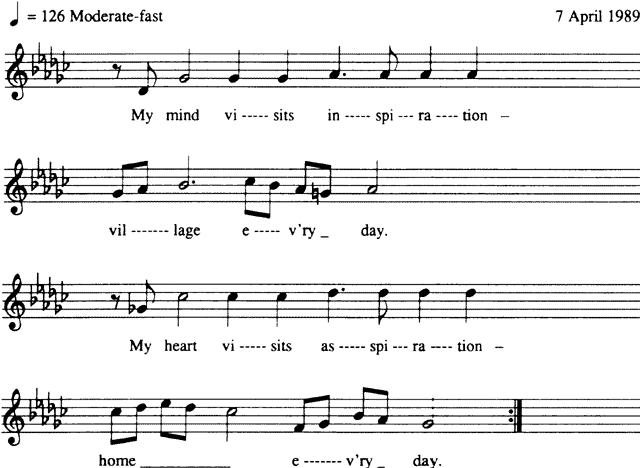 = 126 Moderate-fast 7 April 1989
My mind vi ----- sits in ----- spi --- ra ---- tion –
vil ------- lage e ----- v'ry _ day.
My heart vi ----- sits as ----- spi --- ra ---- tion –
home _____________ e ------- v'ry _ day.